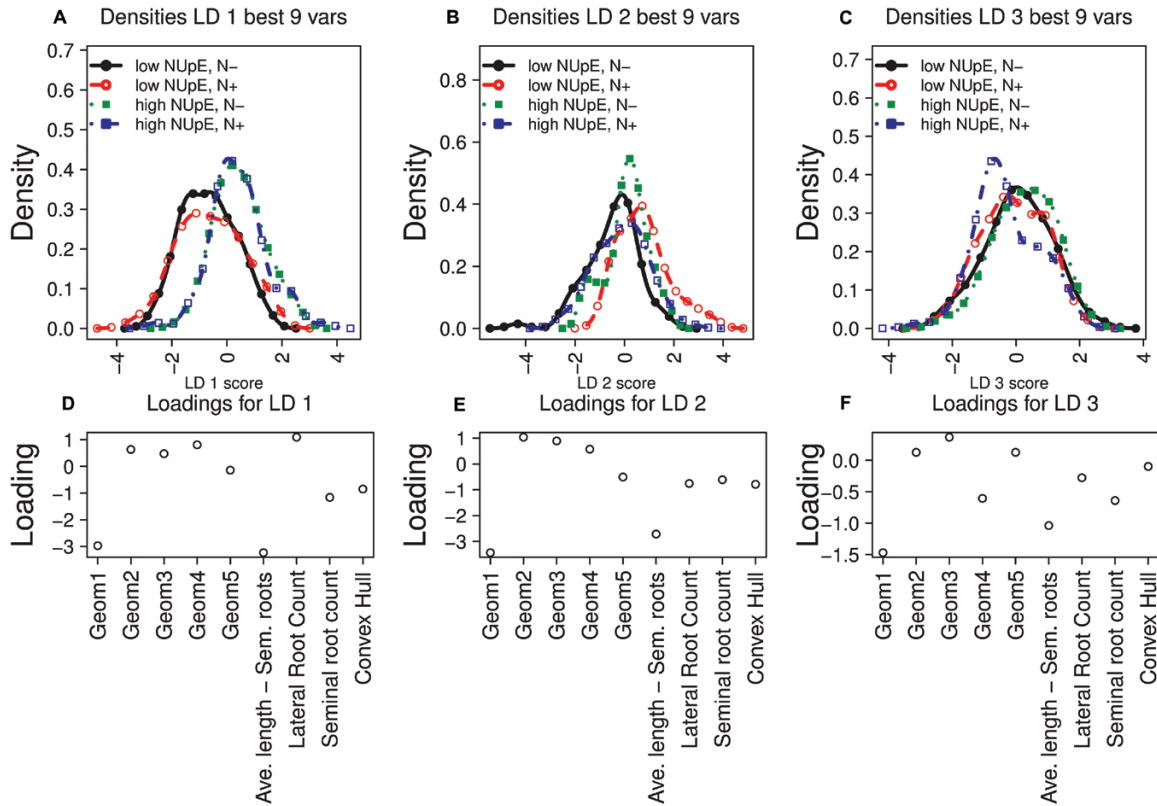 A Densities LD 1 best 9 vars
0.7
0.6
0.5
0.4
0.3
0.2
0.1
0.0
Density
low NUpE, N−
low NUpE, N+
high NUpE, N−
high NUpE, N+
−4 −2 0 2 4
LD 1 score
B Densities LD 2 best 9 vars
0.8
0.6
0.4
0.2
0.0
Density
low NUpE, N−
low NUpE, N+
high NUpE, N−
high NUpE, N+
−4 −2 0 2 4
LD 2 score
C Densities LD 3 best 9 vars
0.7
0.6
0.5
0.4
0.3
0.2
0.1
0.0
Density
low NUpE, N−
low NUpE, N+
high NUpE, N−
high NUpE, N+
−4 −2 0 2 4
LD 3 score
D Loadings for LD 1
1
0
−1
−2
−3
Loading
Geom1
Geom2
Geom3
Geom4
Geom5
Ave. length − Sem. roots
Lateral Root Count
Seminal root count
Convex Hull
E Loadings for LD 2
1
0
−1
−2
−3
Loading
Geom1
Geom2
Geom3
Geom4
Geom5
Ave. length − Sem. roots
Lateral Root Count
Seminal root count
Convex Hull
F Loadings for LD 3
0.0
−0.5
−1.0
−1.5
Loading
Geom1
Geom2
Geom3
Geom4
Geom5
Ave. length − Sem. roots
Lateral Root Count
Seminal root count
Convex Hull